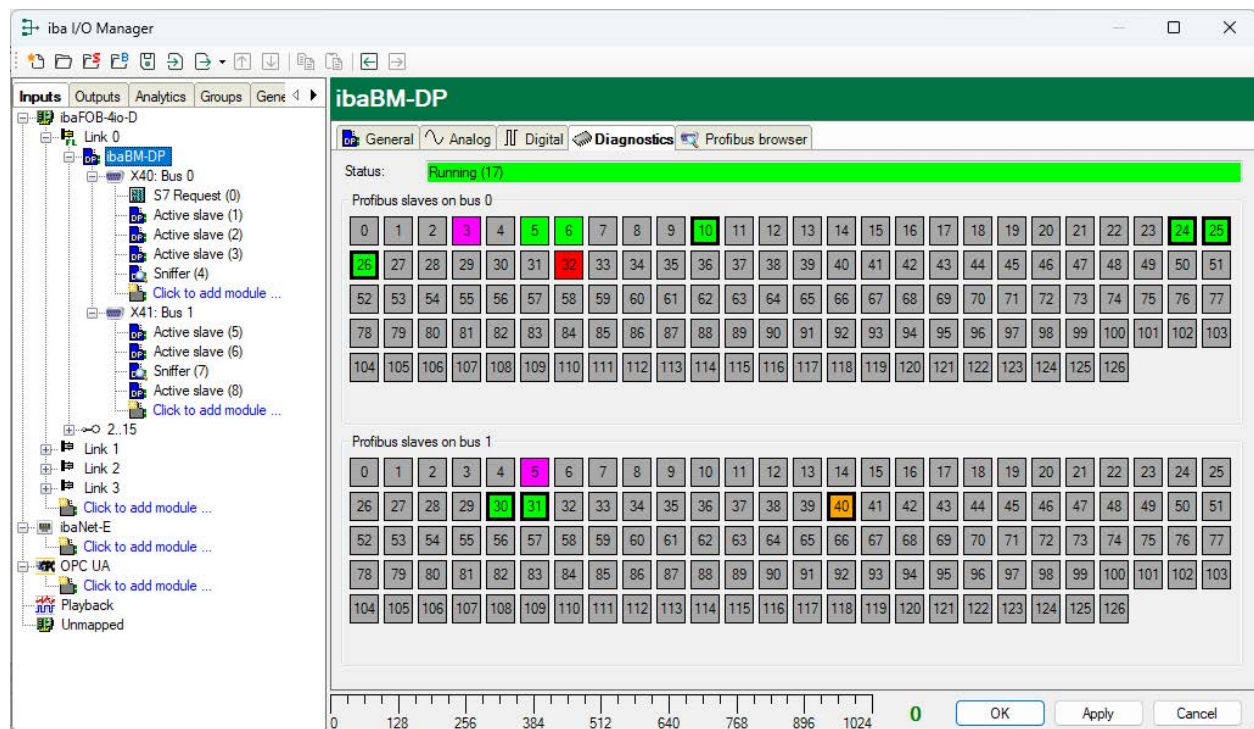 iba I/O Manager
Inputs Outputs Analytics Groups Gene
ibaFOB-4io-D
Link 0
ibaBM-DP
X40: Bus 0
S7 Request (0)
Active slave (1)
Active slave (2)
Active slave (3)
Sniffer (4)
Click to add module ...
X41: Bus 1
Active slave (5)
Active slave (6)
Sniffer (7)
Active slave (8)
Click to add module ...
2..15
Link 1
Link 2
Link 3
Click to add module ...
ibaNet-E
Click to add module ...
OPC UA
Click to add module ...
Playback
Unmapped
ibaBM-DP
General Analog Digital Diagnostics Profibus browser
Status: Running (17)
Profibus slaves on bus 0
0 1 2 3 4 5 6 7 8 9 10 11 12 13 14 15 16 17 18 19 20 21 22 23 24 25
26 27 28 29 30 31 32 33 34 35 36 37 38 39 40 41 42 43 44 45 46 47 48 49 50 51
52 53 54 55 56 57 58 59 60 61 62 63 64 65 66 67 68 69 70 71 72 73 74 75 76 77
78 79 80 81 82 83 84 85 86 87 88 89 90 91 92 93 94 95 96 97 98 99 100 101 102 103
104 105 106 107 108 109 110 111 112 113 114 115 116 117 118 119 120 121 122 123 124 125 126
Profibus slaves on bus 1
0 1 2 3 4 5 6 7 8 9 10 11 12 13 14 15 16 17 18 19 20 21 22 23 24 25
26 27 28 29 30 31 32 33 34 35 36 37 38 39 40 41 42 43 44 45 46 47 48 49 50 51
52 53 54 55 56 57 58 59 60 61 62 63 64 65 66 67 68 69 70 71 72 73 74 75 76 77
78 79 80 81 82 83 84 85 86 87 88 89 90 91 92 93 94 95 96 97 98 99 100 101 102 103
104 105 106 107 108 109 110 111 112 113 114 115 116 117 118 119 120 121 122 123 124 125 126
0 128 256 384 512 640 768 896 1024
0 OK Apply Cancel